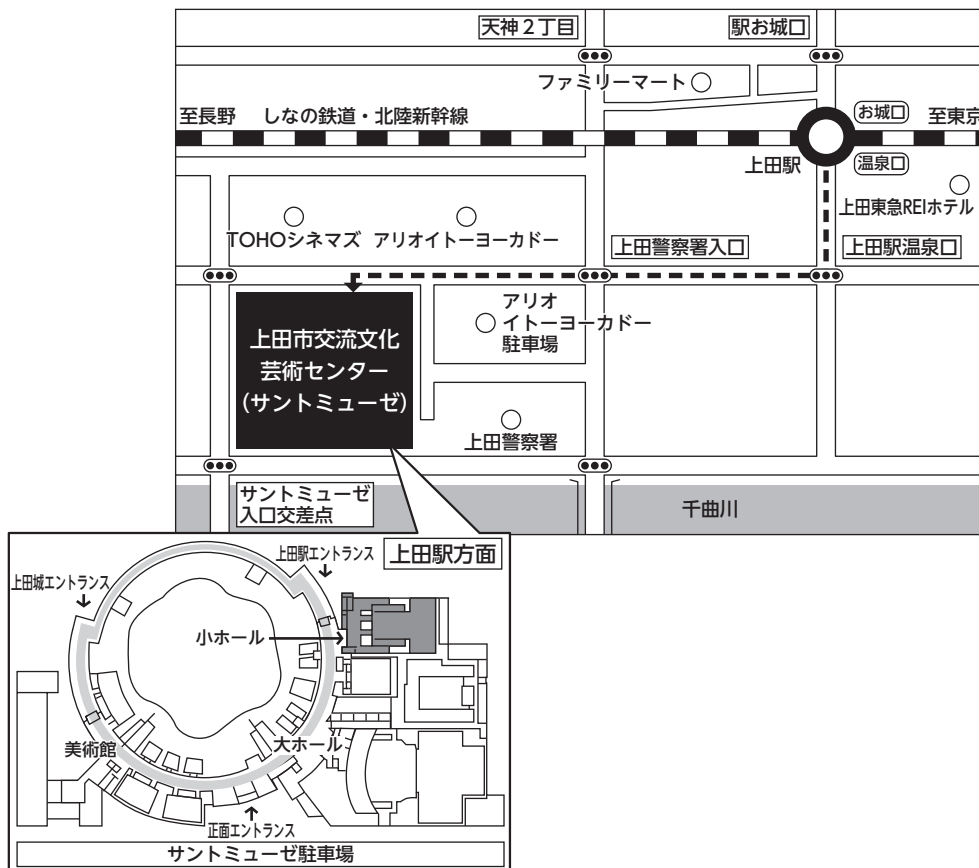 天神２丁目
駅お城口
ファミリーマート
至長野
しなの鉄道・北陸新幹線
お城口
至東京
上田駅
温泉口
上田東急REIホテル
TOHOシネマズ
アリオイトーヨーカドー
上田警察署入口
上田駅温泉口
アリオ
イトーヨーカドー
駐車場
上田市交流文化
芸術センター
(サントミューゼ)
上田警察署
サントミューゼ
入口交差点
千曲川
上田駅エントランス
上田駅方面
上田城エントランス
小ホール
美術館
大ホール
正面エントランス
サントミューゼ駐車場